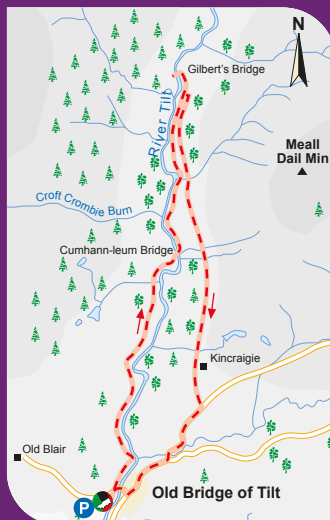 N
Gilbert's Bridge
River Tilt
Meall
Dail Min
Croft Crombie Burn
Cumhann-leum Bridge
Kincraigie
Old Blair
P
Old Bridge of Tilt